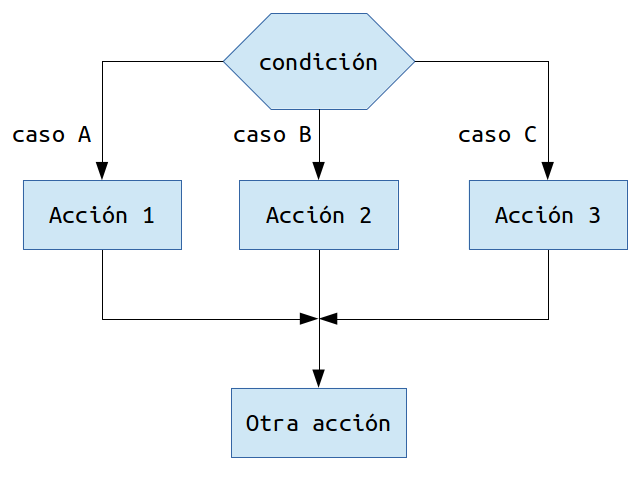 condición
caso A
caso B
caso C
Acción 1
Acción 2
Acción 3
Otra acción